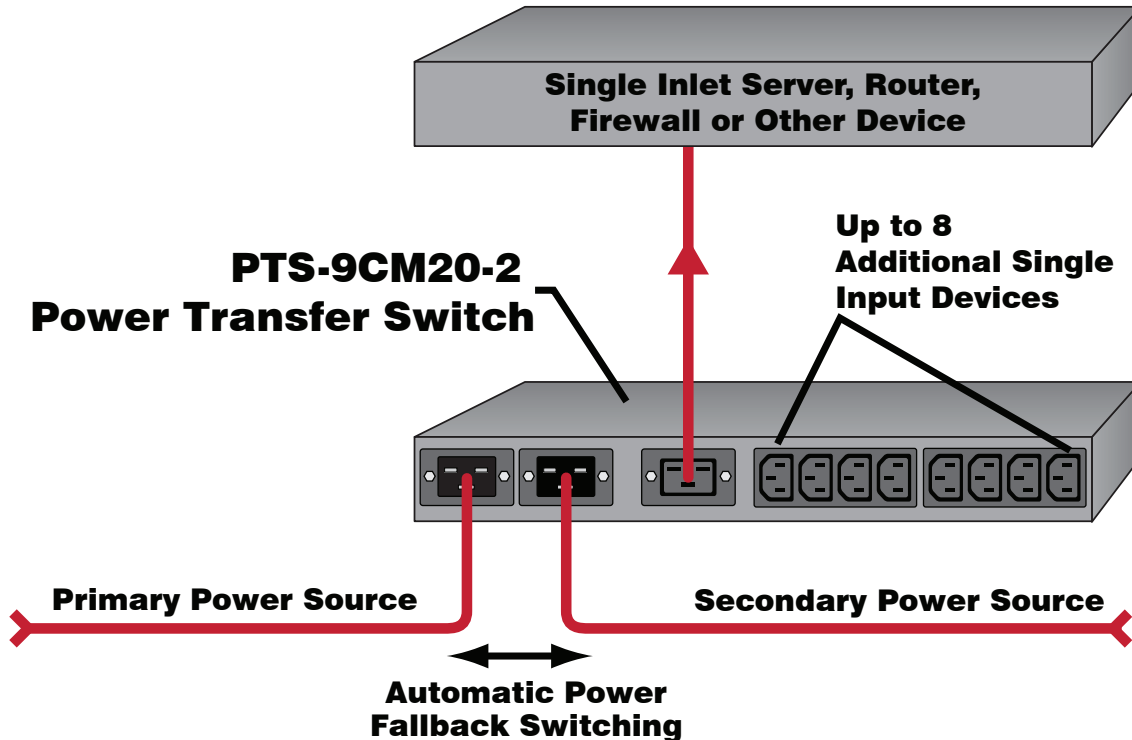 Single Inlet Server, Router,
Firewall or Other Device
Up to 8
Additional Single
Input Devices
PTS-9CM20-2
Power Transfer Switch
Primary Power Source
Secondary Power Source
Automatic Power
Fallback Switching